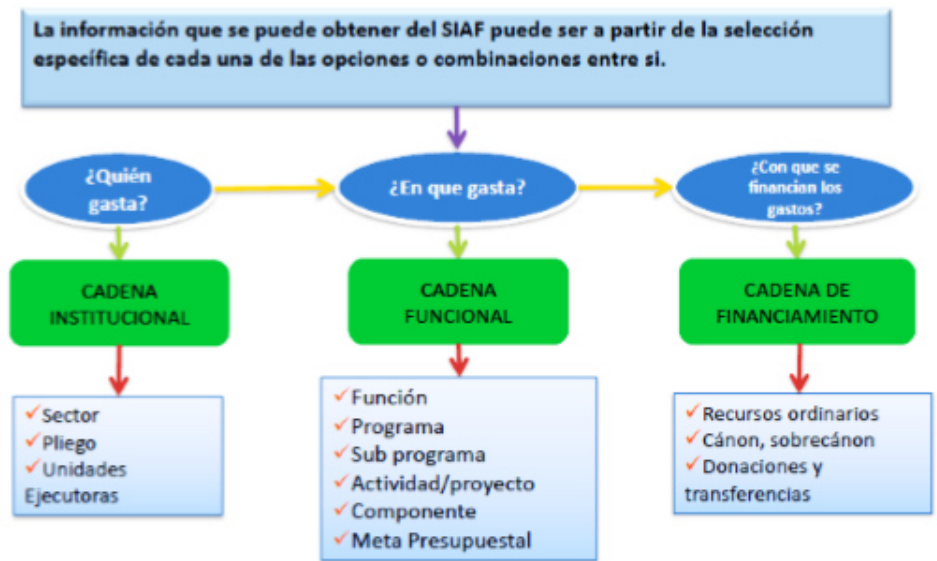 La información que se puede obtener del SIAF puede ser a partir de la selección
específica de cada una de las opciones o combinaciones entre si.
¿Quién
gasta?
¿En que gasta?
¿Con que se
financian los
gastos?
CADENA
INSTITUCIONAL
CADENA
FUNCIONAL
CADENA DE
FINANCIAMIENTO
✓Sector
✓Pliego
✓Unidades
Ejecutoras
✓Función
✓Programa
✓Sub programa
✓Actividad/proyecto
✓Componente
✓Meta Presupuestal
✓Recursos ordinarios
✓Cánon, sobrecánon
✓Donaciones y
transferencias